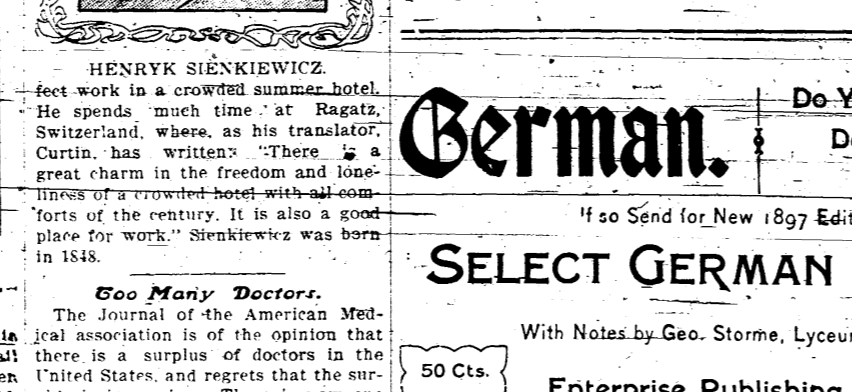 HENRYK SIENKIEWICZ.
fect work in a crowded summer hotel.
He spends much time at Ragatz,
Switzerland, where, as his translator,
Curtin, has written: "There is a
great charm in the freedom and lone-
liness of a crowded hotel with all com-
forts of the century. It is also a good
place for work." Sienkiewicz was born
in 1848.
Too Many Doctors.
The Journal of the American Med-
ical association is of the opinion that
there is a surplus of doctors in the
United States, and regrets that the sur-
German.
Do Y
D
If so Send for New 1897 Edit
SELECT GERMAN
With Notes by Geo. Storme, Lyceu
50 Cts.
Enterprise Publishing